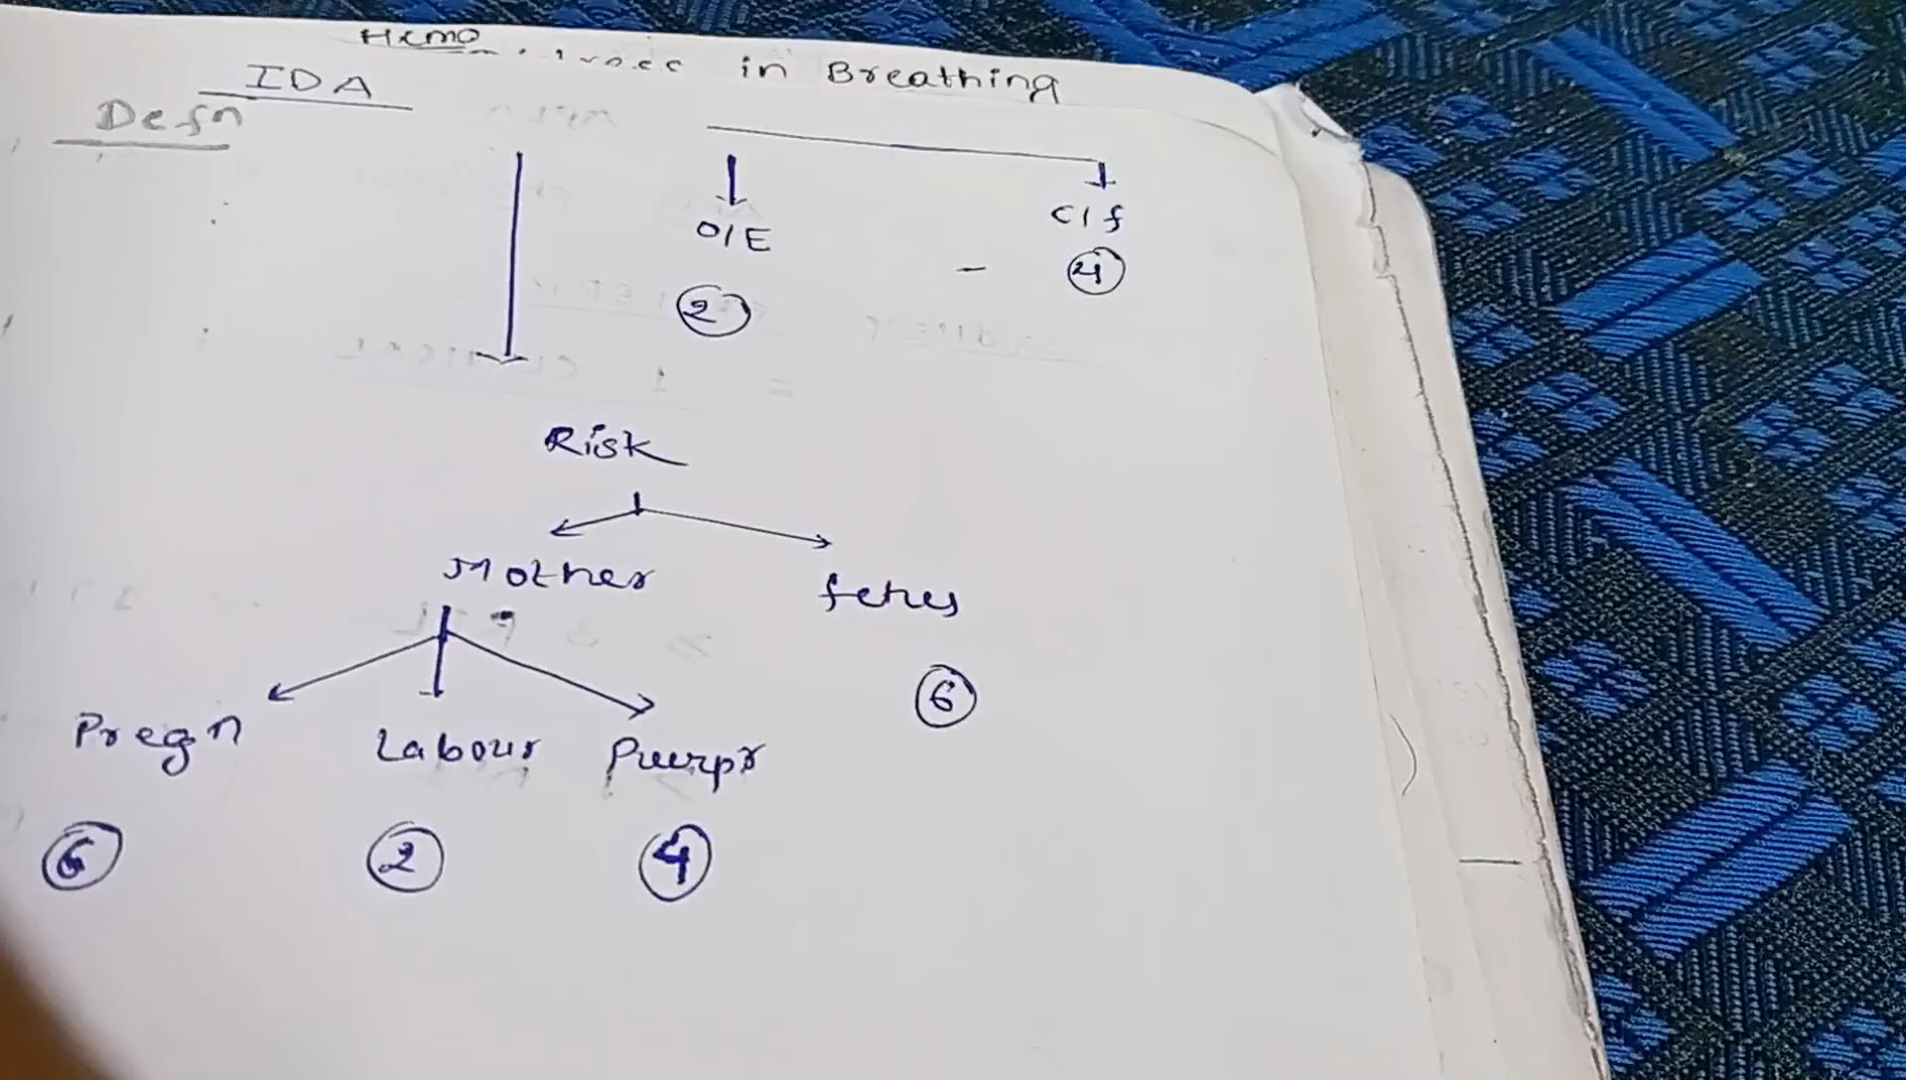 Hemo
in Breathing
IDA
Defn
O/E
C/f
②
④
Risk
Mother
fetus
⑥
Pregn
Labour
Puerpr
⑥
②
④